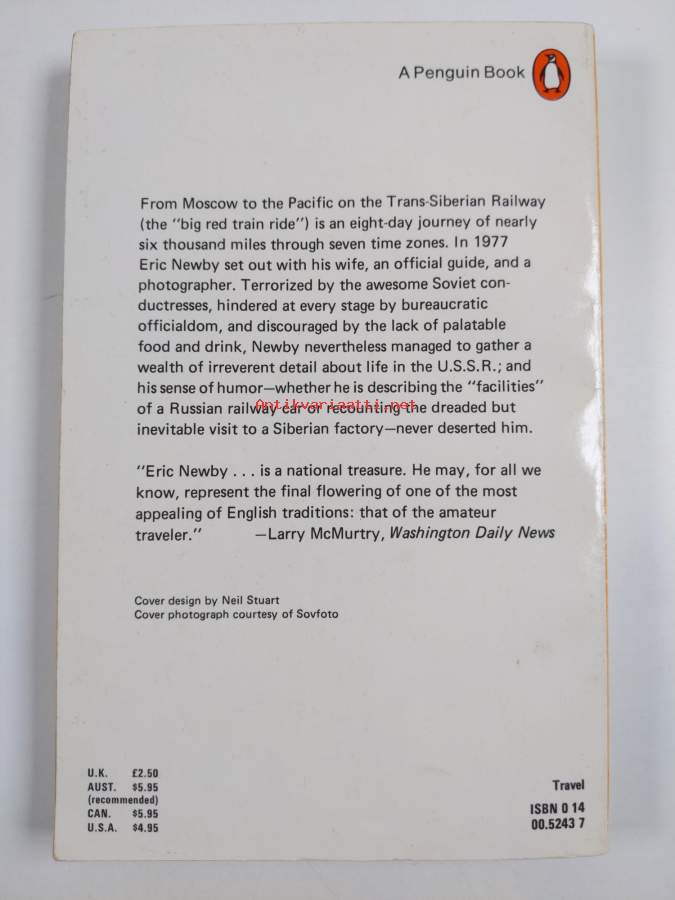 A Penguin Book
From Moscow to the Pacific on the Trans-Siberian Railway
(the "big red train ride") is an eight-day journey of nearly
six thousand miles through seven time zones. In 1977
Eric Newby set out with his wife, an official guide, and a
photographer. Terrorized by the awesome Soviet con-
ductresses, hindered at every stage by bureaucratic
officialdom, and discouraged by the lack of palatable
food and drink, Newby nevertheless managed to gather a
wealth of irreverent detail about life in the U.S.S.R.; and
his sense of humor—whether he is describing the "facilities"
of a Russian railway car or recounting the dreaded but
Antikvariaatti.net
inevitable visit to a Siberian factory—never deserted him.
"Eric Newby . . . is a national treasure. He may, for all we
know, represent the final flowering of one of the most
appealing of English traditions: that of the amateur
traveler." —Larry McMurtry, Washington Daily News
Cover design by Neil Stuart
Cover photograph courtesy of Sovfoto
U.K. £2.50
AUST. $5.95
(recommended)
CAN. $5.95
U.S.A. $4.95
Travel
ISBN 0 14
00.5243 7